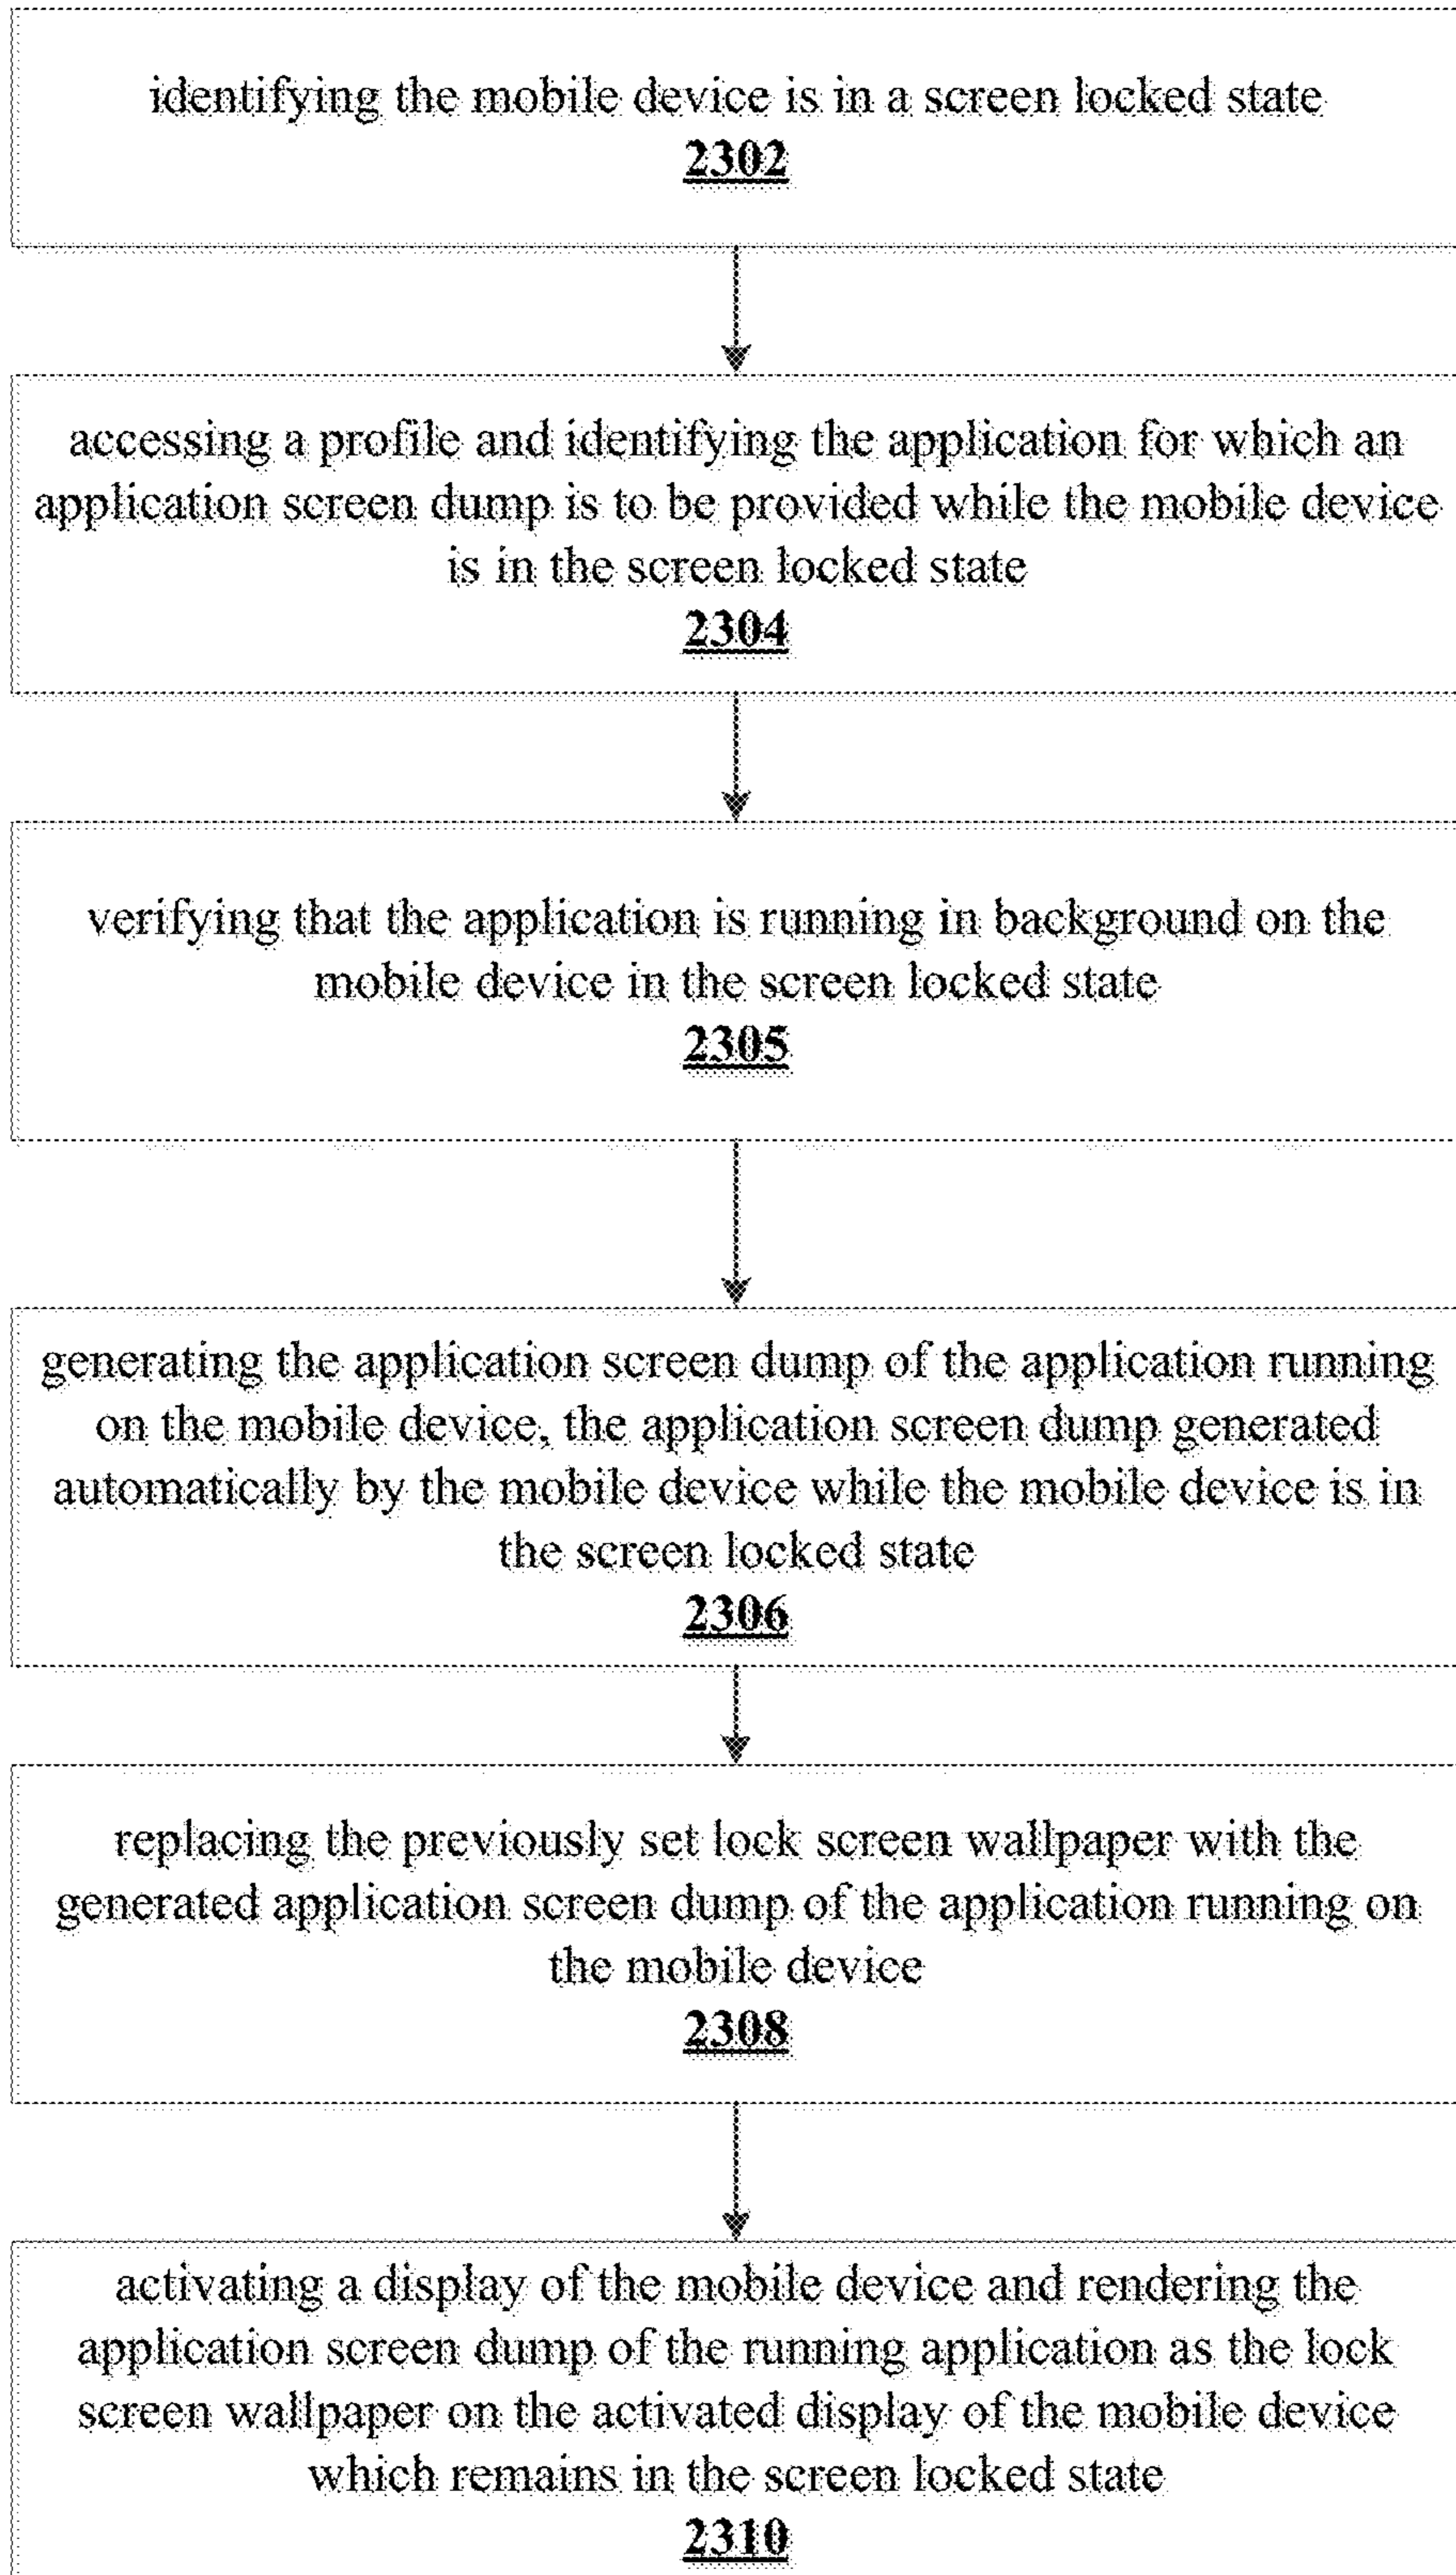 identifying the mobile device is in a screen locked state
2302
accessing a profile and identifying the application for which an
application screen dump is to be provided while the mobile device
is in the screen locked state
2304
verifying that the application is running in background on the
mobile device in the screen locked state
2305
generating the application screen dump of the application running
on the mobile device, the application screen dump generated
automatically by the mobile device while the mobile device is in
the screen locked state
2306
replacing the previously set lock screen wallpaper with the
generated application screen dump of the application running on
the mobile device
2308
activating a display of the mobile device and rendering the
application screen dump of the running application as the lock
screen wallpaper on the activated display of the mobile device
which remains in the screen locked state
2310